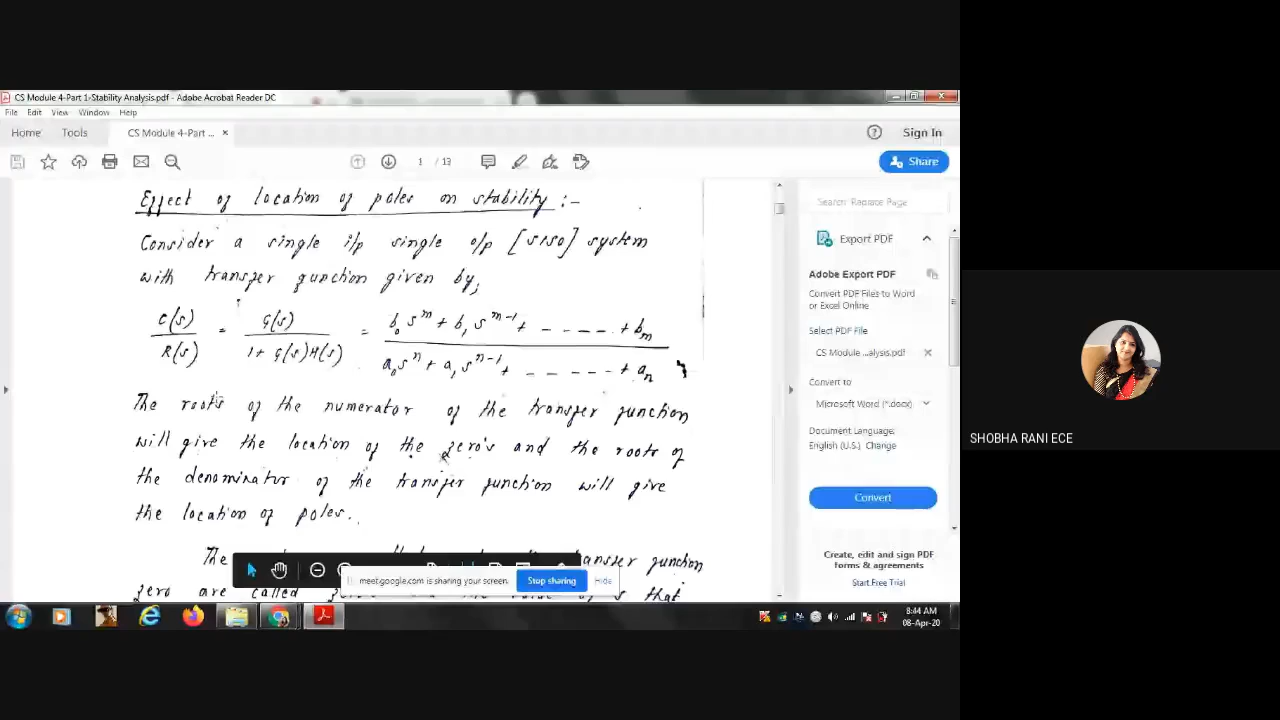 CS Module 4-Part 1-Stability Analysis.pdf - Adobe Acrobat Reader DC
File Edit View Window Help
Home Tools CS Module 4-Part ... × Sign In
1 / 13 Share
Effect of location of poles on stability :-
Consider a single i/p single o/p [SISO] system
with transfer function given by,
C(s)/R(s) = G(s)/1 + G(s)H(s) = b₀sᵐ + b₁sᵐ⁻¹ + - - - - - + bₘ / a₀sⁿ + a₁sⁿ⁻¹ + - - - - - - + aₙ
The roots of the numerator of the transfer function
will give the location of the zero's and the roots of
the denominator of the transfer function will give
the location of poles.
The function
zero are called that
meet.google.com is sharing your screen. Stop sharing Hide
Search 'Replace Page'
Export PDF
Adobe Export PDF
Convert PDF Files to Word
or Excel Online
Select PDF File
CS Module ...alysis.pdf ×
Convert to
Microsoft Word (*.docx)
Document Language:
English (U.S.) Change
Convert
Create, edit and sign PDF
forms & agreements
Start Free Trial
8:44 AM
08-Apr-20
SHOBHA RANI ECE